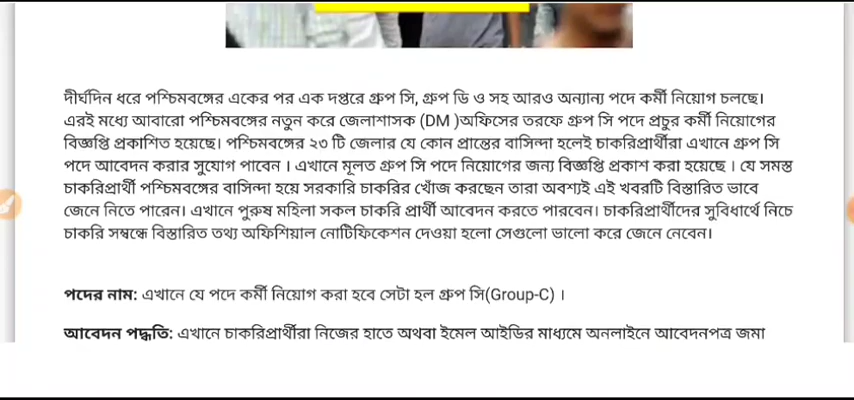 দীর্ঘদিন ধরে পশ্চিমবঙ্গের একের পর এক দপ্তরে গ্রুপ সি, গ্রুপ ডি ও সহ আরও অন্যান্য পদে কর্মী নিয়োগ চলছে।
এরই মধ্যে আবারো পশ্চিমবঙ্গের নতুন করে জেলাশাসক (DM )অফিসের তরফে গ্রুপ সি পদে প্রচুর কর্মী নিয়োগের
বিজ্ঞপ্তি প্রকাশিত হয়েছে। পশ্চিমবঙ্গের ২৩ টি জেলার যে কোন প্রান্তের বাসিন্দা হলেই চাকরিপ্রার্থীরা এখানে গ্রুপ সি
পদে আবেদন করার সুযোগ পাবেন । এখানে মূলত গ্রুপ সি পদে নিয়োগের জন্য বিজ্ঞপ্তি প্রকাশ করা হয়েছে । যে সমস্ত
চাকরিপ্রার্থী পশ্চিমবঙ্গের বাসিন্দা হয়ে সরকারি চাকরির খোঁজ করছেন তারা অবশ্যই এই খবরটি বিস্তারিত ভাবে
জেনে নিতে পারেন। এখানে পুরুষ মহিলা সকল চাকরি প্রার্থী আবেদন করতে পারবেন। চাকরিপ্রার্থীদের সুবিধার্থে নিচে
চাকরি সম্বন্ধে বিস্তারিত তথ্য অফিশিয়াল নোটিফিকেশন দেওয়া হলো সেগুলো ভালো করে জেনে নেবেন।
পদের নাম: এখানে যে পদে কর্মী নিয়োগ করা হবে সেটা হল গ্রুপ সি(Group-C) ।
আবেদন পদ্ধতি: এখানে চাকরিপ্রার্থীরা নিজের হাতে অথবা ইমেল আইডির মাধ্যমে অনলাইনে আবেদনপত্র জমা